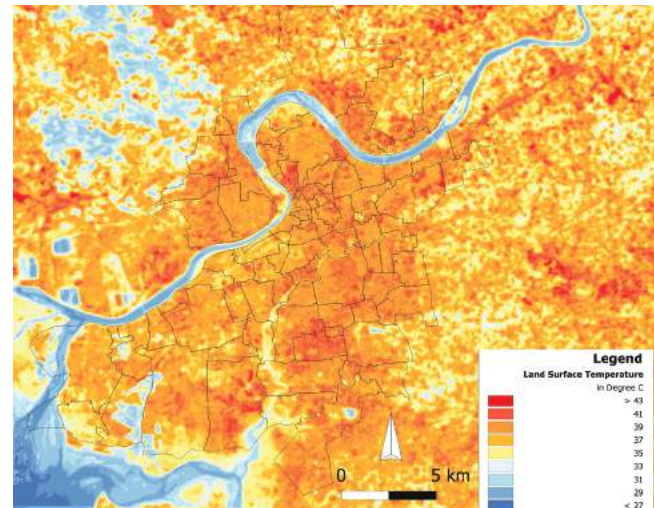 Legend
Land Surface Temperature
in Degree C
> 43
41
39
37
35
33
31
29
< 27
0 5 km